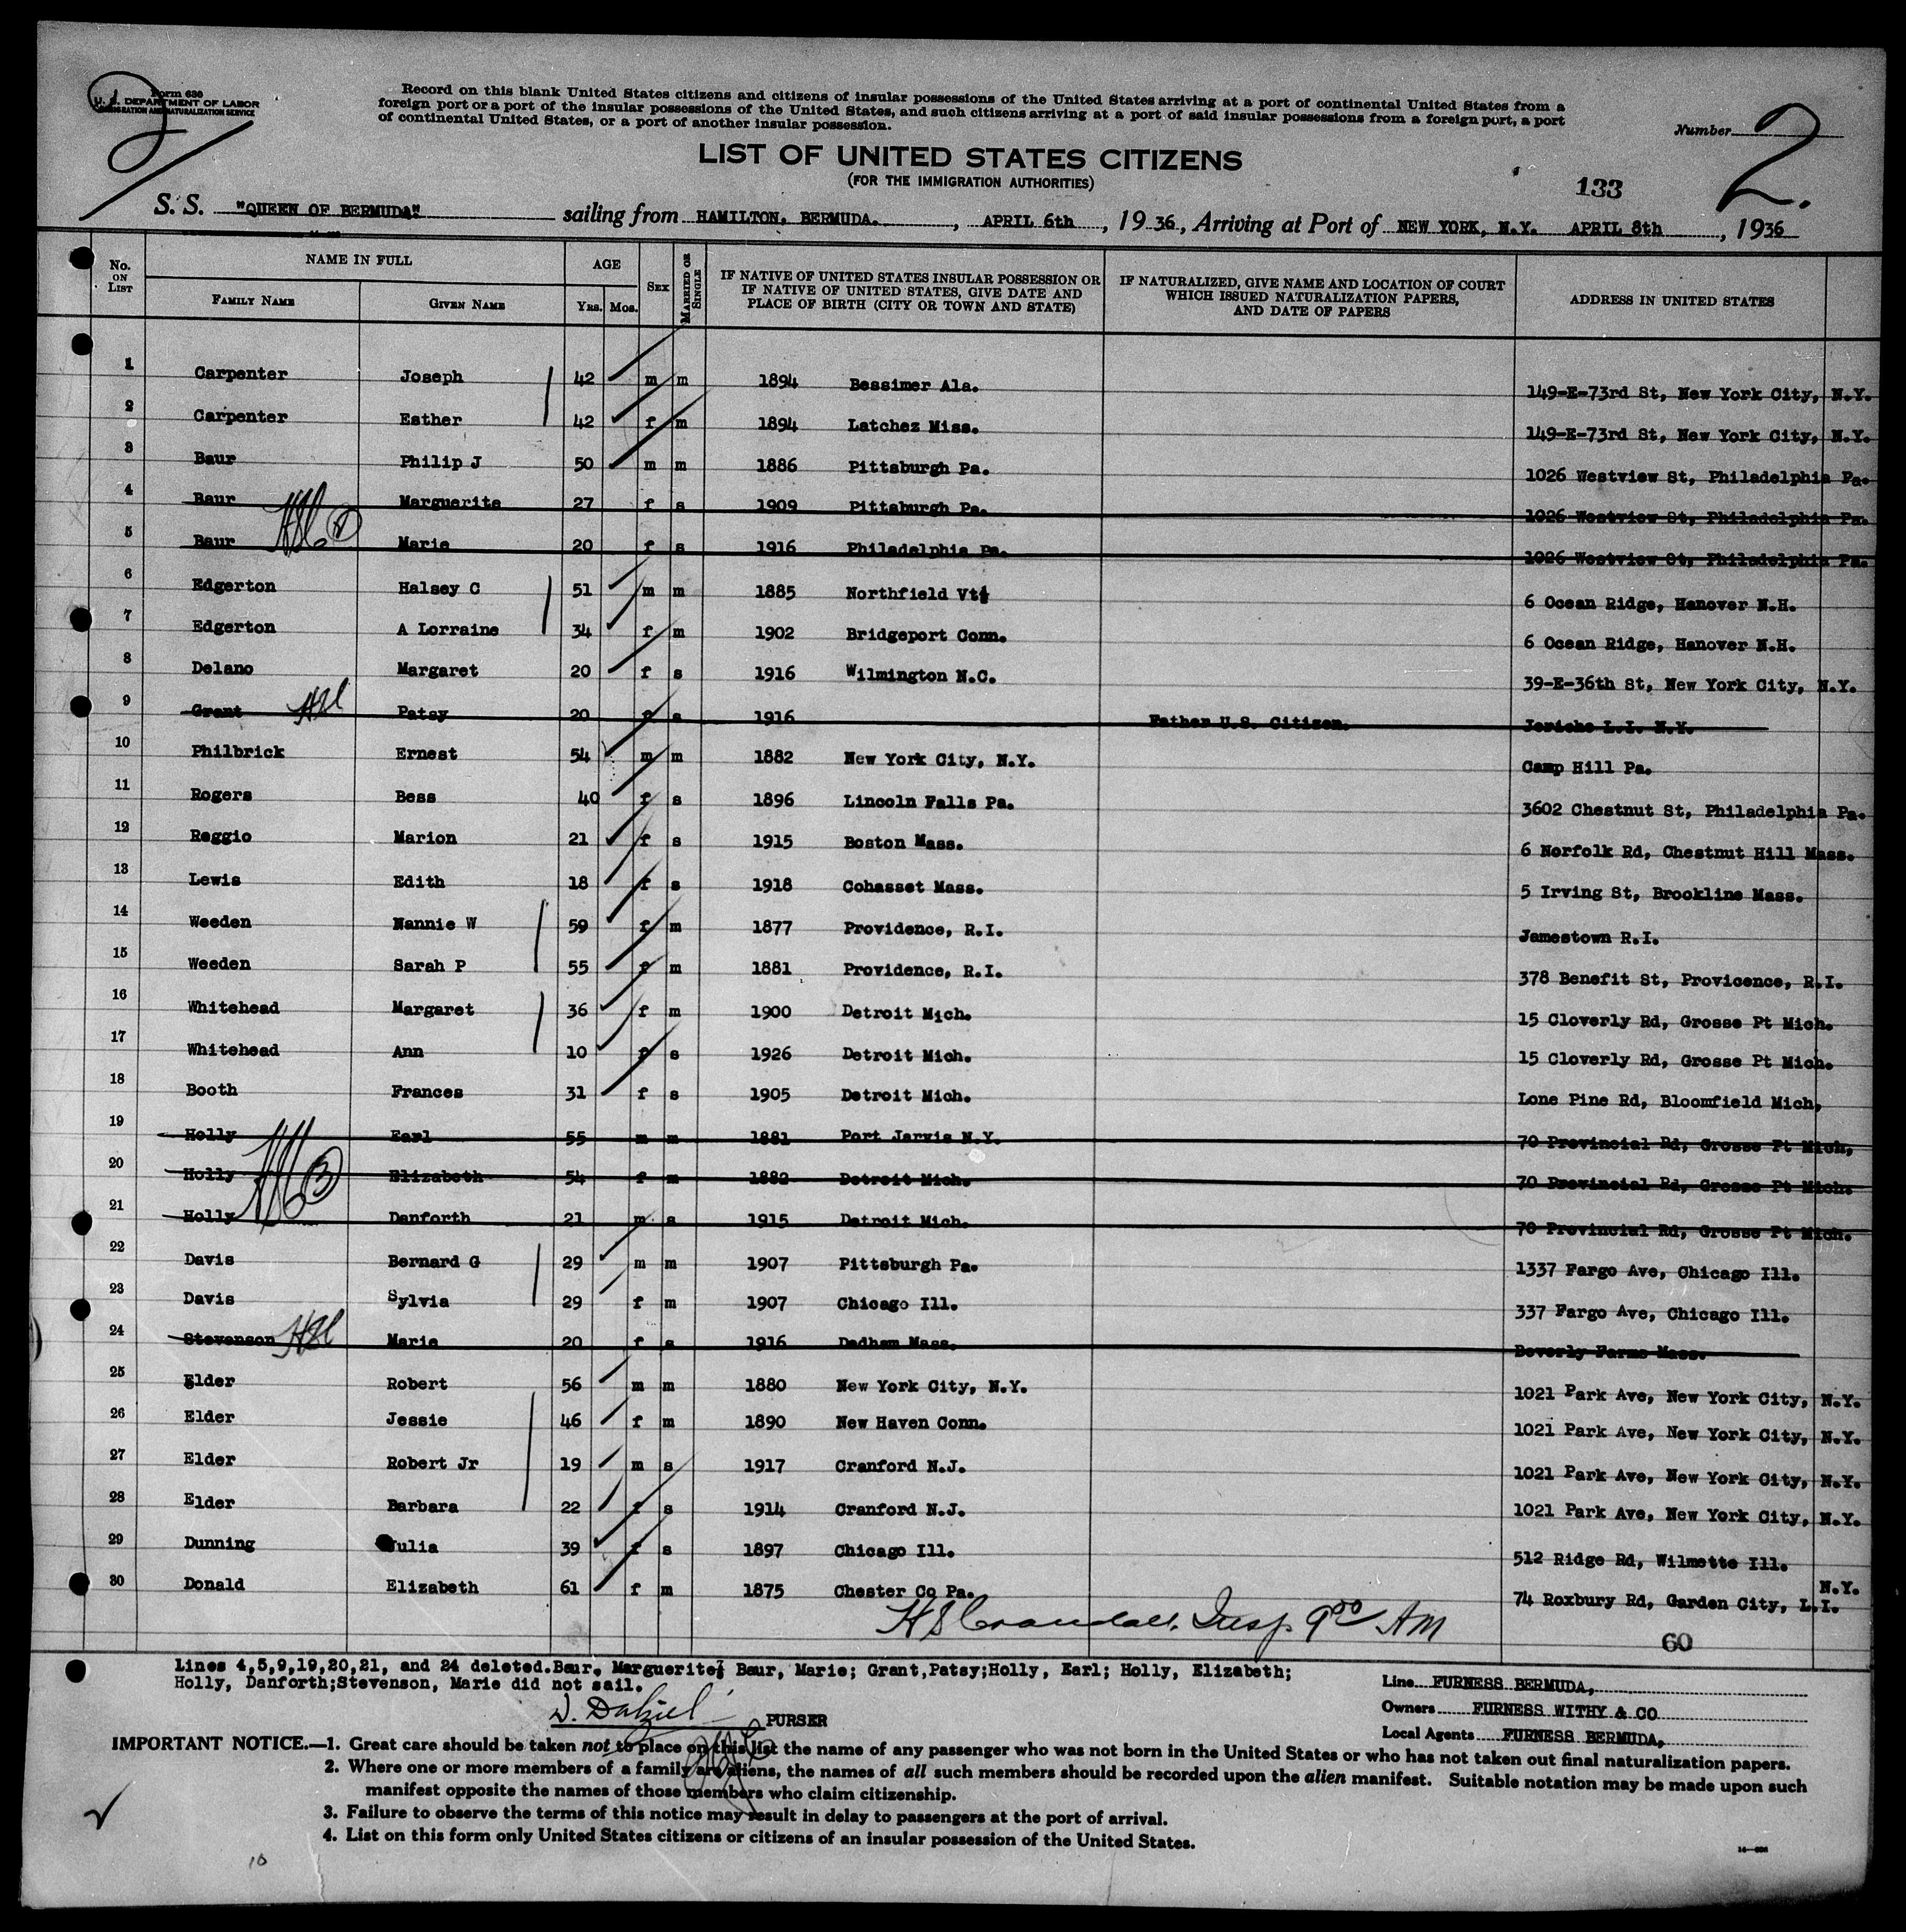 Form 630
U. S. DEPARTMENT OF LABOR
IMMIGRATION AND NATURALIZATION SERVICE
2
Record on this blank United States citizens and citizens of insular possessions of the United States arriving at a port of continental United States from a
foreign port or a port of the insular possessions of the United States, and such citizens arriving at a port of said insular possessions from a foreign port, a port
of continental United States, or a port of another insular possession.
Number 2.
LIST OF UNITED STATES CITIZENS
(FOR THE IMMIGRATION AUTHORITIES)
133
S. S. "QUEEN OF BERMUDA" sailing from HAMILTON. BERMUDA. , APRIL 6th , 19 36 , Arriving at Port of NEW YORK, N.Y. APRIL 8th , 1936
No. ON LIST NAME IN FULL FAMILY NAME GIVEN NAME AGE YRS. MOS. SEX MARRIED OR SINGLE IF NATIVE OF UNITED STATES INSULAR POSSESSION OR IF NATIVE OF UNITED STATES, GIVE DATE AND PLACE OF BIRTH (CITY OR TOWN AND STATE) IF NATURALIZED, GIVE NAME AND LOCATION OF COURT WHICH ISSUED NATURALIZATION PAPERS, AND DATE OF PAPERS ADDRESS IN UNITED STATES
1 Carpenter Joseph 42 m m 1894 Bessimer Ala. 149-E-73rd St, New York City, N.Y.
2 Carpenter Esther 42 f m 1894 Latchez Miss. 149-E-73rd St, New York City, N.Y.
3 Baur Philip J 50 m m 1886 Pittsburgh Pa. 1026 Westview St, Philadelphia Pa.
4 Baur Marguerite 27 f s 1909 Pittsburgh Pa. 1026 Westview St, Philadelphia Pa.
5 Baur Marie 20 f s 1916 Philadelphia Pa. 1026 Westview St, Philadelphia Pa.
6 Edgerton Halsey C 51 m m 1885 Northfield Vt. 6 Ocean Ridge, Hanover N.H.
7 Edgerton A Lorraine 34 f m 1902 Bridgeport Conn. 6 Ocean Ridge, Hanover N.H.
8 Delano Margaret 20 f s 1916 Wilmington N.C. 39-E-36th St, New York City, N.Y.
9 Grant Patsy 20 f s 1916 Father U.S. Citizen. Jericho L.I. N.Y.
10 Philbrick Ernest 54 m m 1882 New York City, N.Y. Camp Hill Pa.
11 Rogers Bess 40 f s 1896 Lincoln Falls Pa. 3602 Chestnut St, Philadelphia Pa.
12 Reggio Marion 21 f s 1915 Boston Mass. 6 Norfolk Rd, Chestnut Hill Mass.
13 Lewis Edith 18 f s 1918 Cohasset Mass. 5 Irving St, Brookline Mass.
14 Weeden Nannie W 59 f m 1877 Providence, R.I. Jamestown R.I.
15 Weeden Sarah P 55 f m 1881 Providence, R.I. 378 Benefit St, Provicence, R.I.
16 Whitehead Margaret 36 f m 1900 Detroit Mich. 15 Cloverly Rd, Grosse Pt Mich.
17 Whitehead Ann 10 f s 1926 Detroit Mich. 15 Cloverly Rd, Grosse Pt Mich.
18 Booth Frances 31 f s 1905 Detroit Mich. Lone Pine Rd, Bloomfield Mich,
19 Holly Earl 55 m m 1881 Port Jarvis N.Y. 70 Provincial Rd, Grosse Pt Mich,
20 Holly Elizabeth 54 f m 1882 Detroit Mich. 70 Provincial Rd, Grosse Pt Mich.
21 Holly Danforth 21 m s 1915 Detroit Mich. 70 Provincial Rd, Grosse Pt Mich.
22 Davis Bernard G 29 m m 1907 Pittsburgh Pa. 1337 Fargo Ave, Chicago Ill.
23 Davis Sylvia 29 f m 1907 Chicago Ill. 337 Fargo Ave, Chicago Ill.
24 Stevenson Marie 20 f s 1916 Dedham Mass. Beverly Farms Mass.
25 Elder Robert 56 m m 1880 New York City, N.Y. 1021 Park Ave, New York City, N.Y.
26 Elder Jessie 46 f m 1890 New Haven Conn. 1021 Park Ave, New York City, N.Y.
27 Elder Robert Jr 19 m s 1917 Cranford N.J. 1021 Park Ave, New York City, N.Y.
28 Elder Barbara 22 f s 1914 Cranford N.J. 1021 Park Ave, New York City, N.Y.
29 Dunning Julia 39 f s 1897 Chicago Ill. 512 Ridge Rd, Wilmette Ill.
30 Donald Elizabeth 61 f m 1875 Chester Co Pa. 74 Roxbury Rd, Garden City, L.I. N.Y.
H S Crandall. Insp 9 00 AM
60
Lines 4,5,9,19,20,21, and 24 deleted. Baur, Marguerite; Baur, Marie; Grant,Patsy;Holly, Earl; Holly, Elizabeth;
Holly, Danforth;Stevenson, Marie did not sail.
D. Dalziel PURSER
Line FURNESS BERMUDA,
Owners FURNESS WITHY & CO
Local Agents FURNESS BERMUDA,
IMPORTANT NOTICE.—1. Great care should be taken not to place on this list the name of any passenger who was not born in the United States or who has not taken out final naturalization papers.
2. Where one or more members of a family are aliens, the names of all such members should be recorded upon the alien manifest. Suitable notation may be made upon such
manifest opposite the names of those members who claim citizenship.
3. Failure to observe the terms of this notice may result in delay to passengers at the port of arrival.
4. List on this form only United States citizens or citizens of an insular possession of the United States.
10